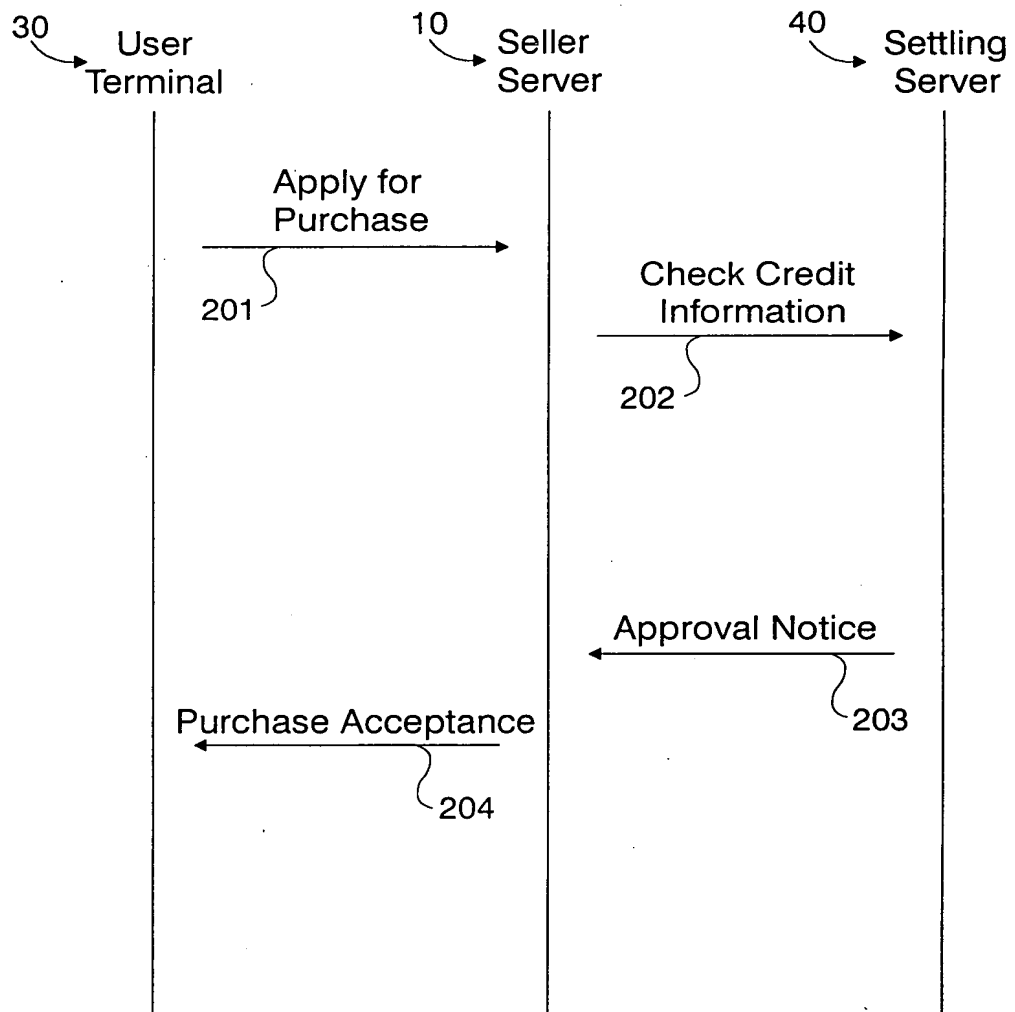 30
User
Terminal
10
Seller
Server
40
Settling
Server
Apply for
Purchase
201
Check Credit
Information
202
Approval Notice
203
Purchase Acceptance
204